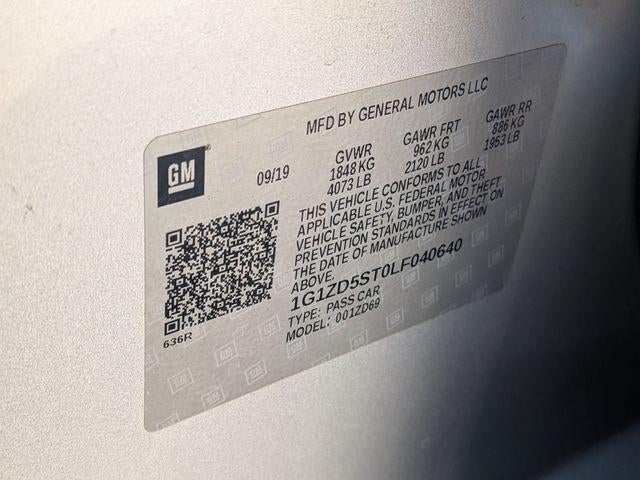 MFD BY GENERAL MOTORS LLC
GM
09/19
GVWR GAWR FRT GAWR RR
1848 KG 962 KG 886 KG
4073 LB 2120 LB 1953 LB
THIS VEHICLE CONFORMS TO ALL
APPLICABLE U.S. FEDERAL MOTOR
VEHICLE SAFETY, BUMPER, AND THEFT
PREVENTION STANDARDS IN EFFECT ON
THE DATE OF MANUFACTURE SHOWN
ABOVE.
1G1ZD5ST0LF040640
TYPE: PASS CAR
MODEL: 001ZD69
636R